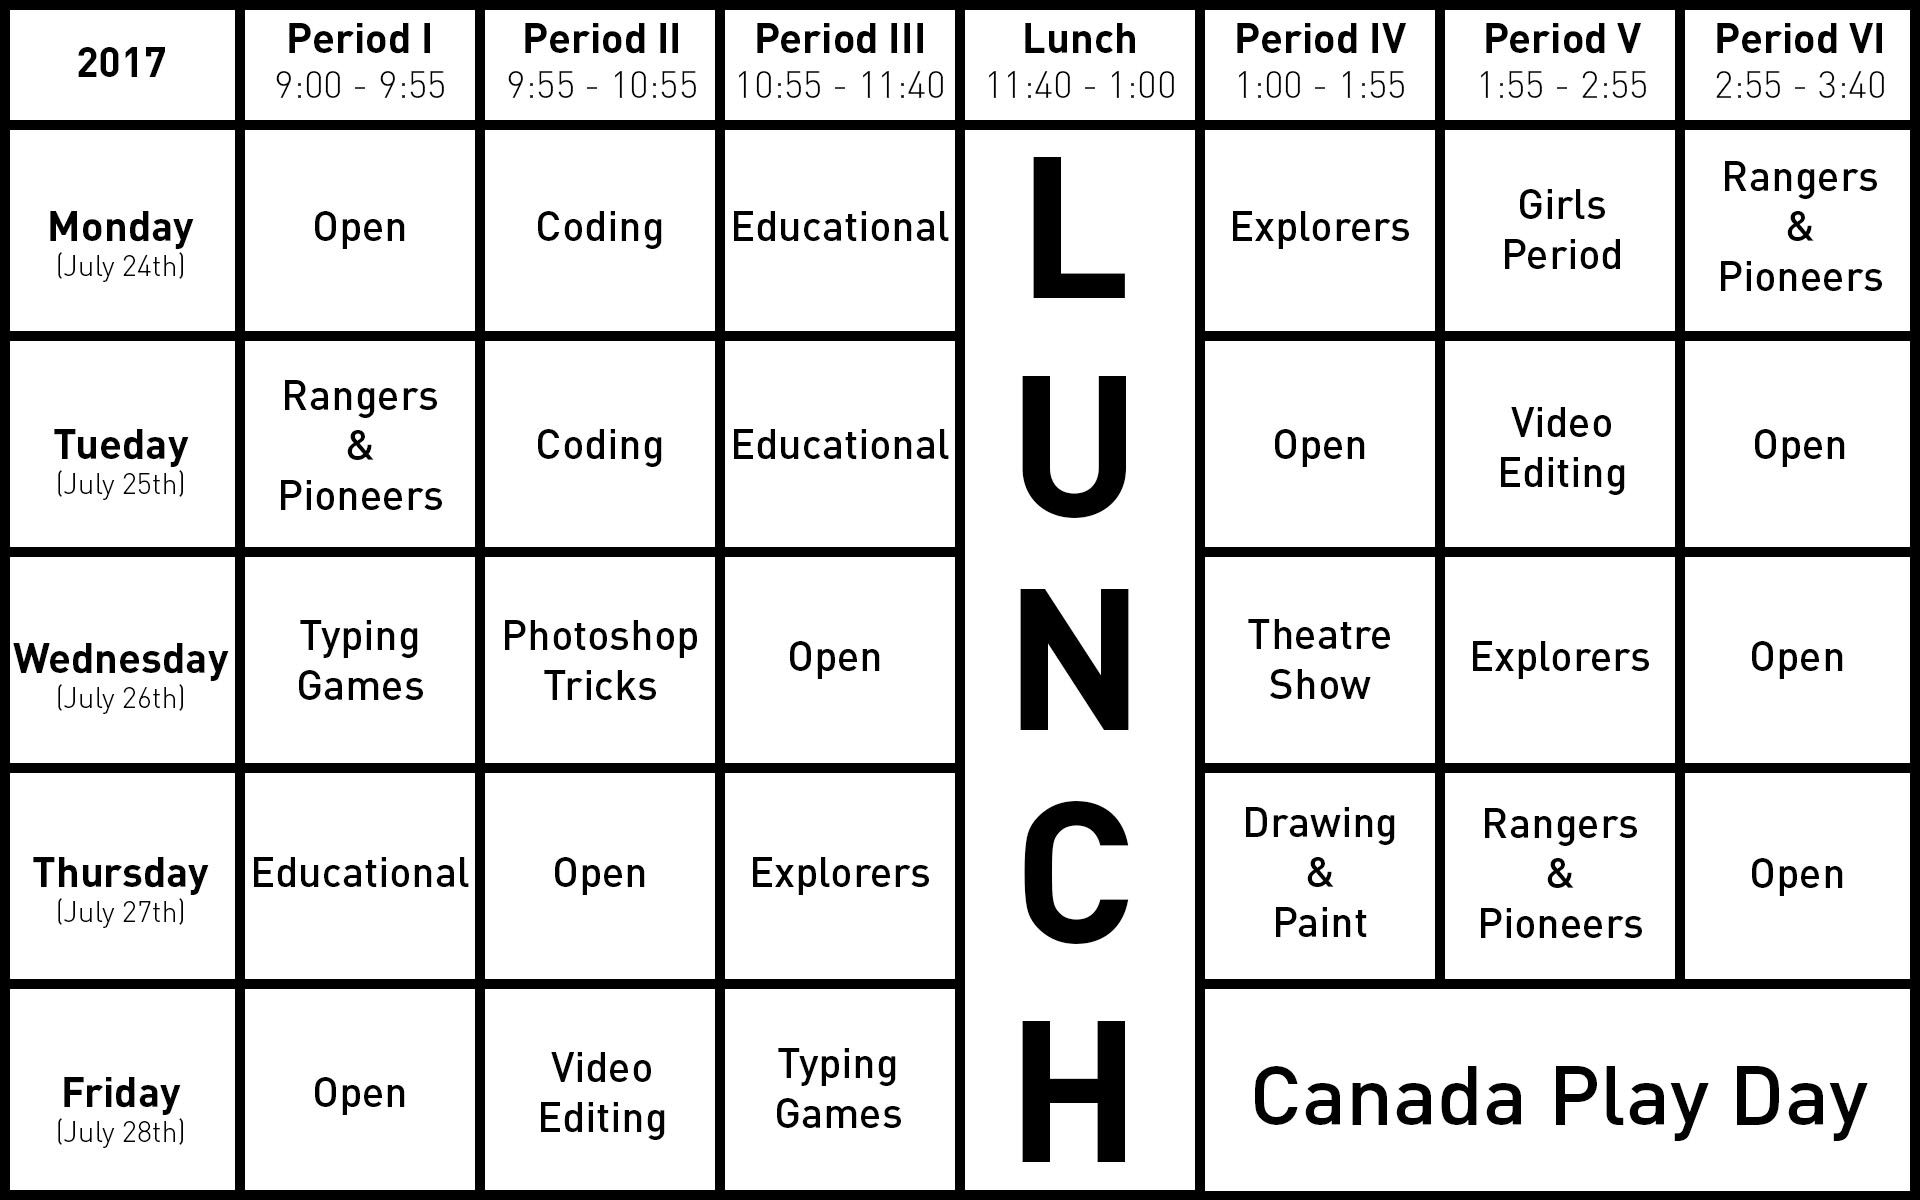 2017
Period I
9:00 - 9:55
Period II
9:55 - 10:55
Period III
10:55 - 11:40
Lunch
11:40 - 1:00
Period IV
1:00 - 1:55
Period V
1:55 - 2:55
Period VI
2:55 - 3:40
Monday
(July 24th)
Open
Coding
Educational
Explorers
Girls
Period
Rangers
&
Pioneers
Tueday
(July 25th)
Rangers
&
Pioneers
Coding
Educational
Open
Video
Editing
Open
Wednesday
(July 26th)
Typing
Games
Photoshop
Tricks
Open
Theatre
Show
Explorers
Open
Thursday
(July 27th)
Educational
Open
Explorers
Drawing
&
Paint
Rangers
&
Pioneers
Open
Friday
(July 28th)
Open
Video
Editing
Typing
Games
Canada Play Day
L
U
N
C
H